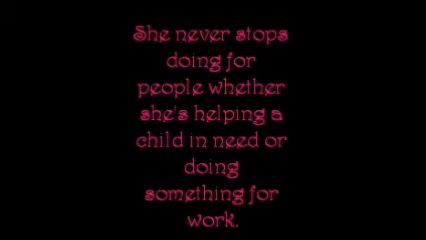 She never stops
doing for
people whether
she's helping a
child in need or
doing
something for
work.